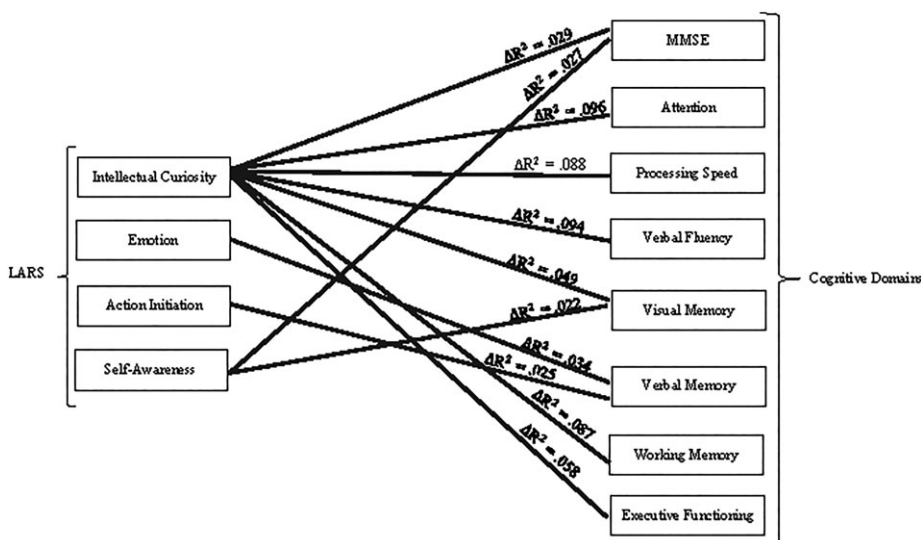 ΔR² = .029
ΔR² = .027
MMSE
ΔR² = .096
Attention
Intellectual Curiosity
ΔR² = .088
Processing Speed
Emotion
ΔR² = .094
Verbal Fluency
LARS
ΔR² = .049
Cognitive Domains
Action Initiation
ΔR² = .022
Visual Memory
Self-Awareness
ΔR² = .034
ΔR² = .025
Verbal Memory
ΔR² = .087
Working Memory
ΔR² = .058
Executive Functioning